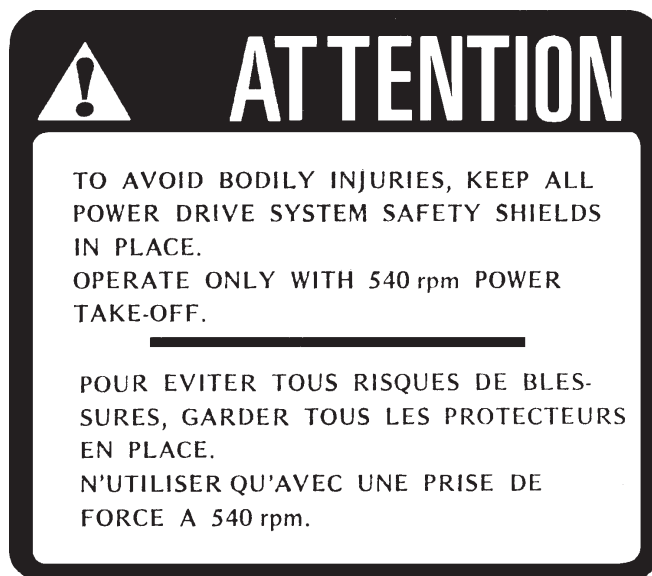 ATTENTION
TO AVOID BODILY INJURIES, KEEP ALL
POWER DRIVE SYSTEM SAFETY SHIELDS
IN PLACE.
OPERATE ONLY WITH 540 rpm POWER
TAKE-OFF.
POUR EVITER TOUS RISQUES DE BLES-
SURES, GARDER TOUS LES PROTECTEURS
EN PLACE.
N'UTILISER QU'AVEC UNE PRISE DE
FORCE A 540 rpm.